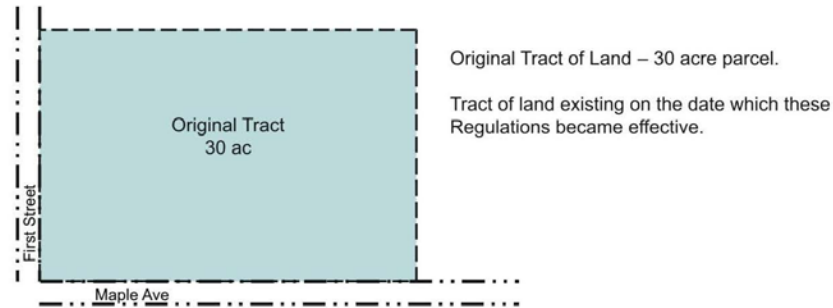 Original Tract of Land – 30 acre parcel.
Tract of land existing on the date which these
Regulations became effective.
Original Tract
30 ac
First Street
Maple Ave